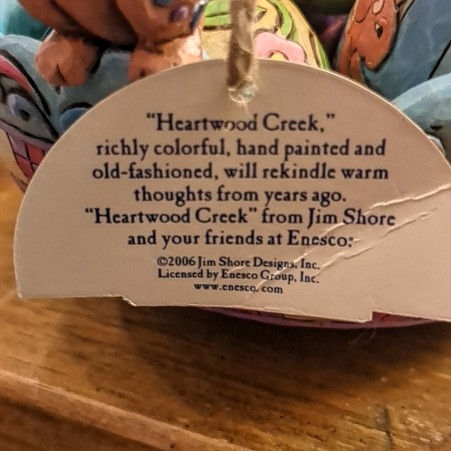 "Heartwood Creek,"
richly colorful, hand painted and
old-fashioned, will rekindle warm
thoughts from years ago.
"Heartwood Creek" from Jim Shore
and your friends at Enesco.
©2006 Jim Shore Designs, Inc.
Licensed by Enesco Group, Inc.
www.enesco.com